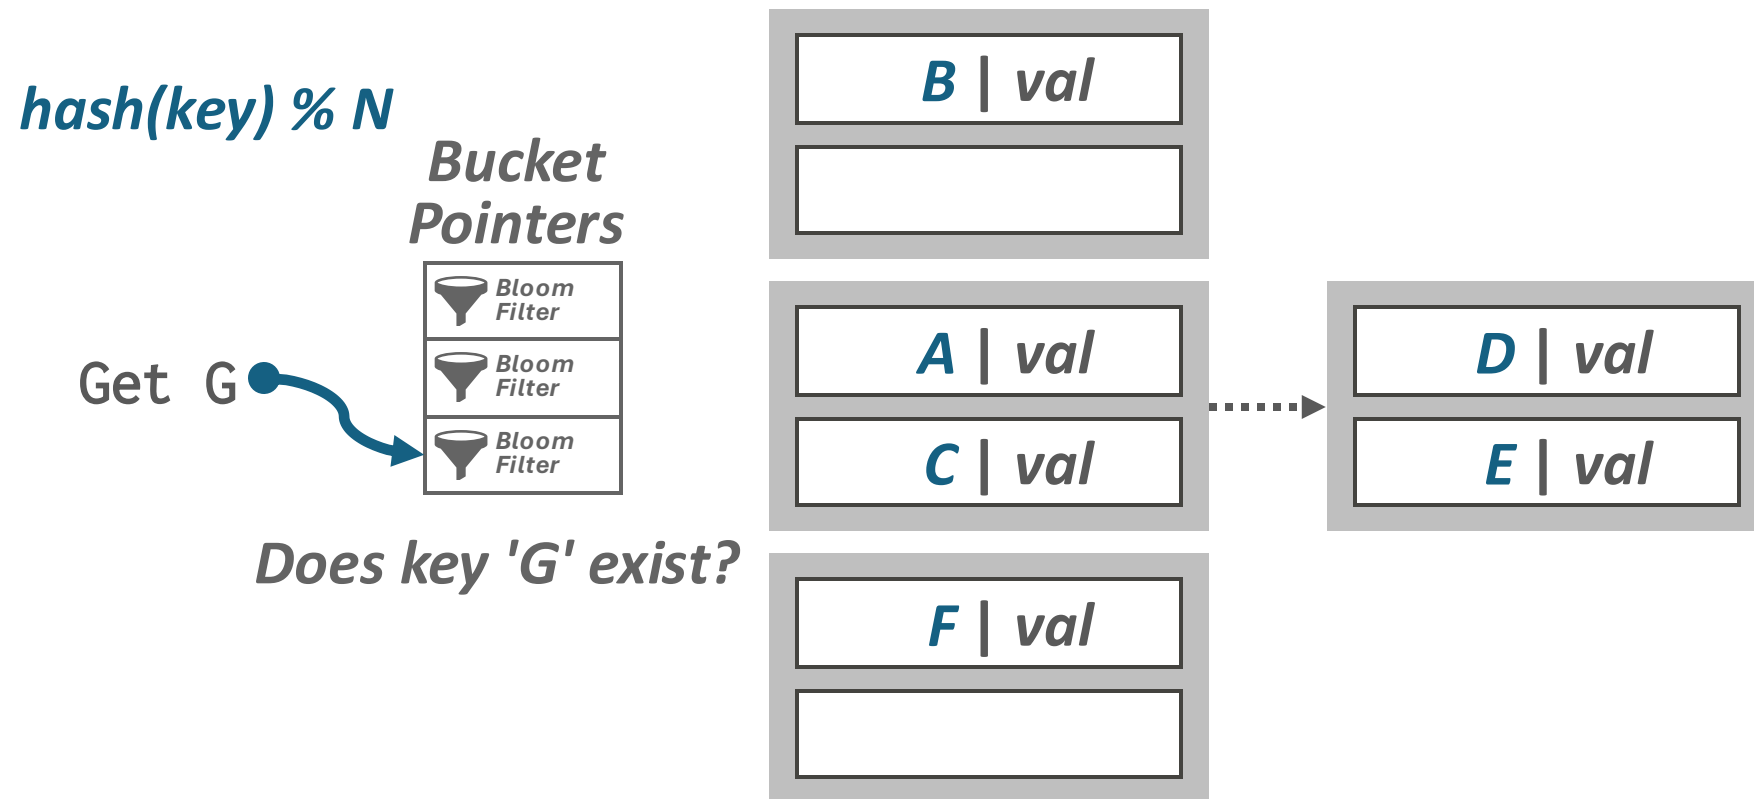 hash(key) % N
Bucket
Pointers
Bloom
Filter
Bloom
Filter
Bloom
Filter
Get G
Does key 'G' exist?
B | val
A | val
C | val
D | val
E | val
F | val